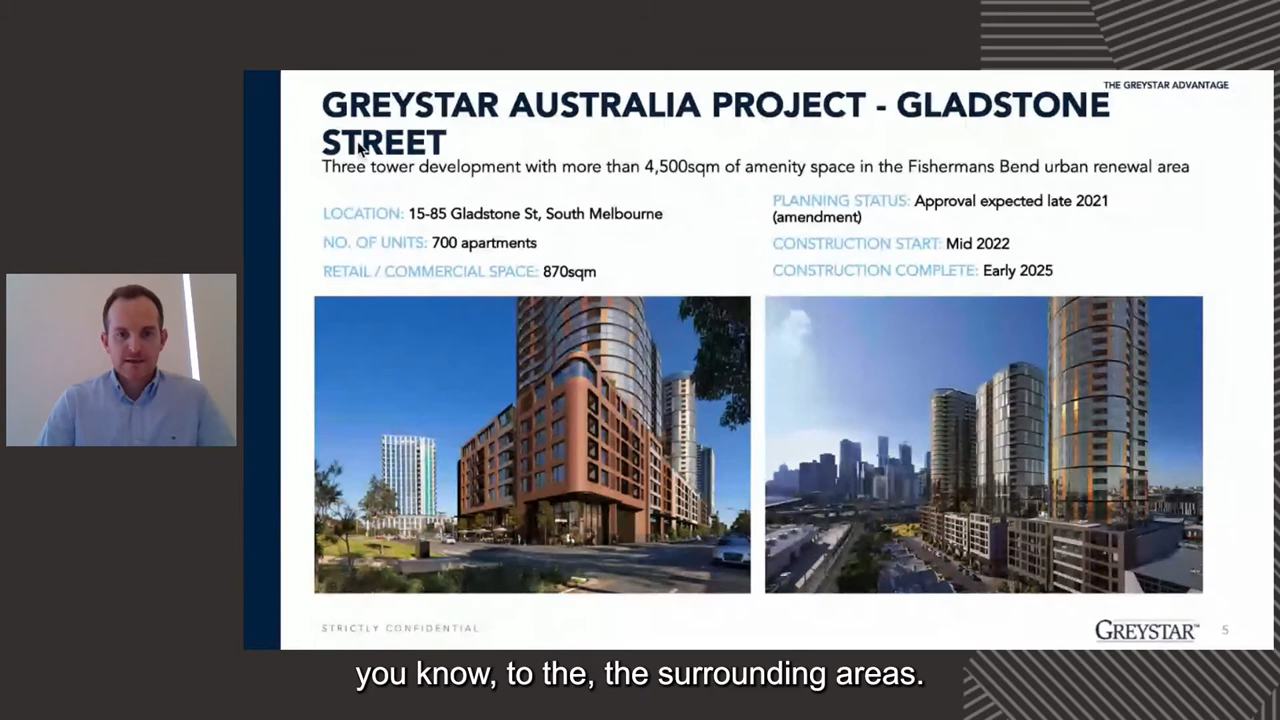 THE GREYSTAR ADVANTAGE
GREYSTAR AUSTRALIA PROJECT - GLADSTONE
STREET
Three tower development with more than 4,500sqm of amenity space in the Fishermans Bend urban renewal area
LOCATION: 15-85 Gladstone St, South Melbourne
NO. OF UNITS: 700 apartments
RETAIL / COMMERCIAL SPACE: 870sqm
PLANNING STATUS: Approval expected late 2021
(amendment)
CONSTRUCTION START: Mid 2022
CONSTRUCTION COMPLETE: Early 2025
STRICTLY CONFIDENTIAL
GREYSTAR™ 5
you know, to the, the surrounding areas.